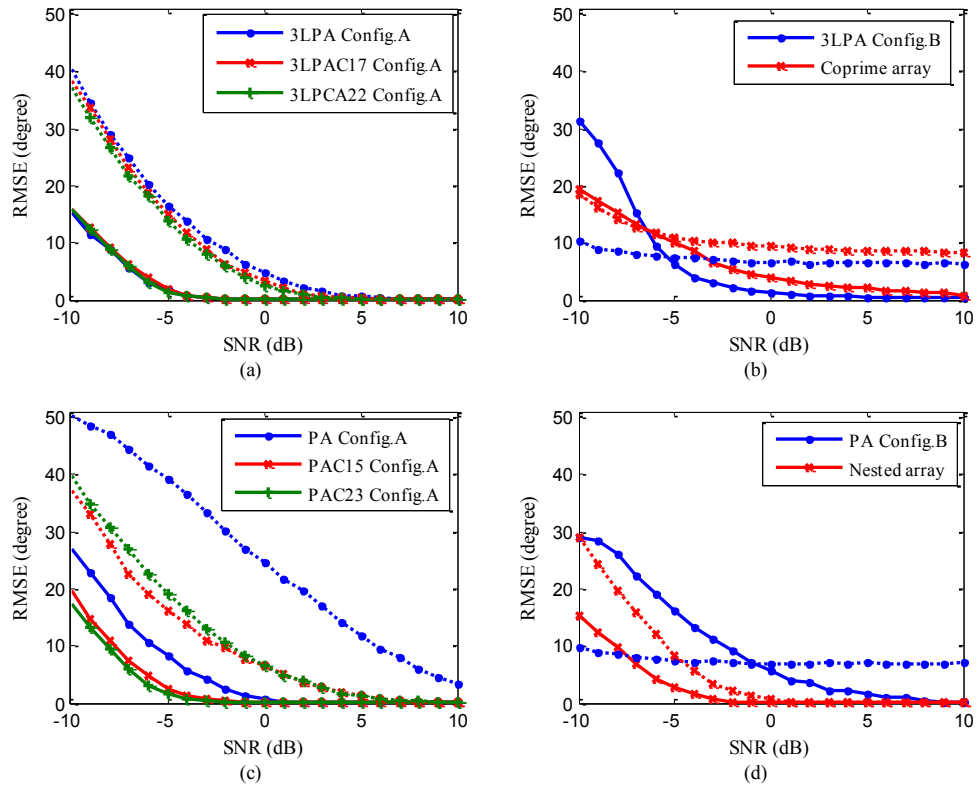 50
40
30
20
10
0
-10
-5
0
5
10
RMSE (degree)
SNR (dB)
3LPA Config.A
3LPAC17 Config.A
3LPCA22 Config.A
(a)
50
40
30
20
10
0
-10
-5
0
5
10
RMSE (degree)
SNR (dB)
3LPA Config.B
Coprime array
(b)
50
40
30
20
10
0
-10
-5
0
5
10
RMSE (degree)
SNR (dB)
PA Config.A
PAC15 Config.A
PAC23 Config.A
(c)
50
40
30
20
10
0
-10
-5
0
5
10
RMSE (degree)
SNR (dB)
PA Config.B
Nested array
(d)